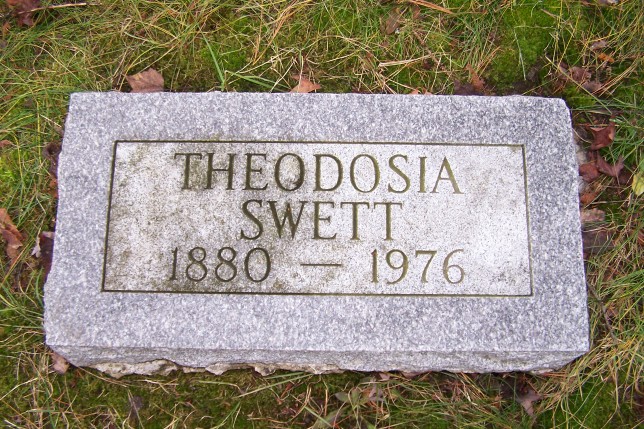 THEODOSIA
SWETT
1880 — 1976